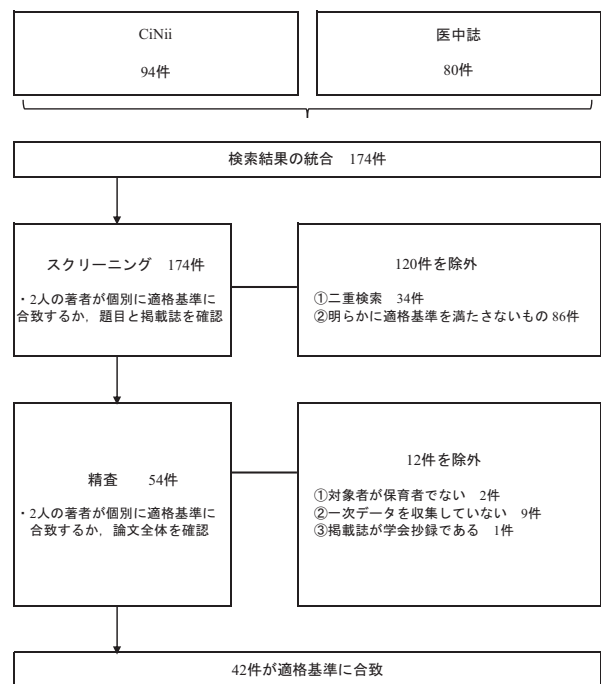 CiNii
94件
医中誌
80件
検索結果の統合　174件
スクリーニング　174件
・2人の著者が個別に適格基準に
合致するか，題目と掲載誌を確認
120件を除外
①二重検索　34件
②明らかに適格基準を満たさないもの 86件
精査　　54件
・2人の著者が個別に適格基準に
合致するか，論文全体を確認
12件を除外
①対象者が保育者でない　2件
②一次データを収集していない　9件
③掲載誌が学会抄録である　1件
42件が適格基準に合致